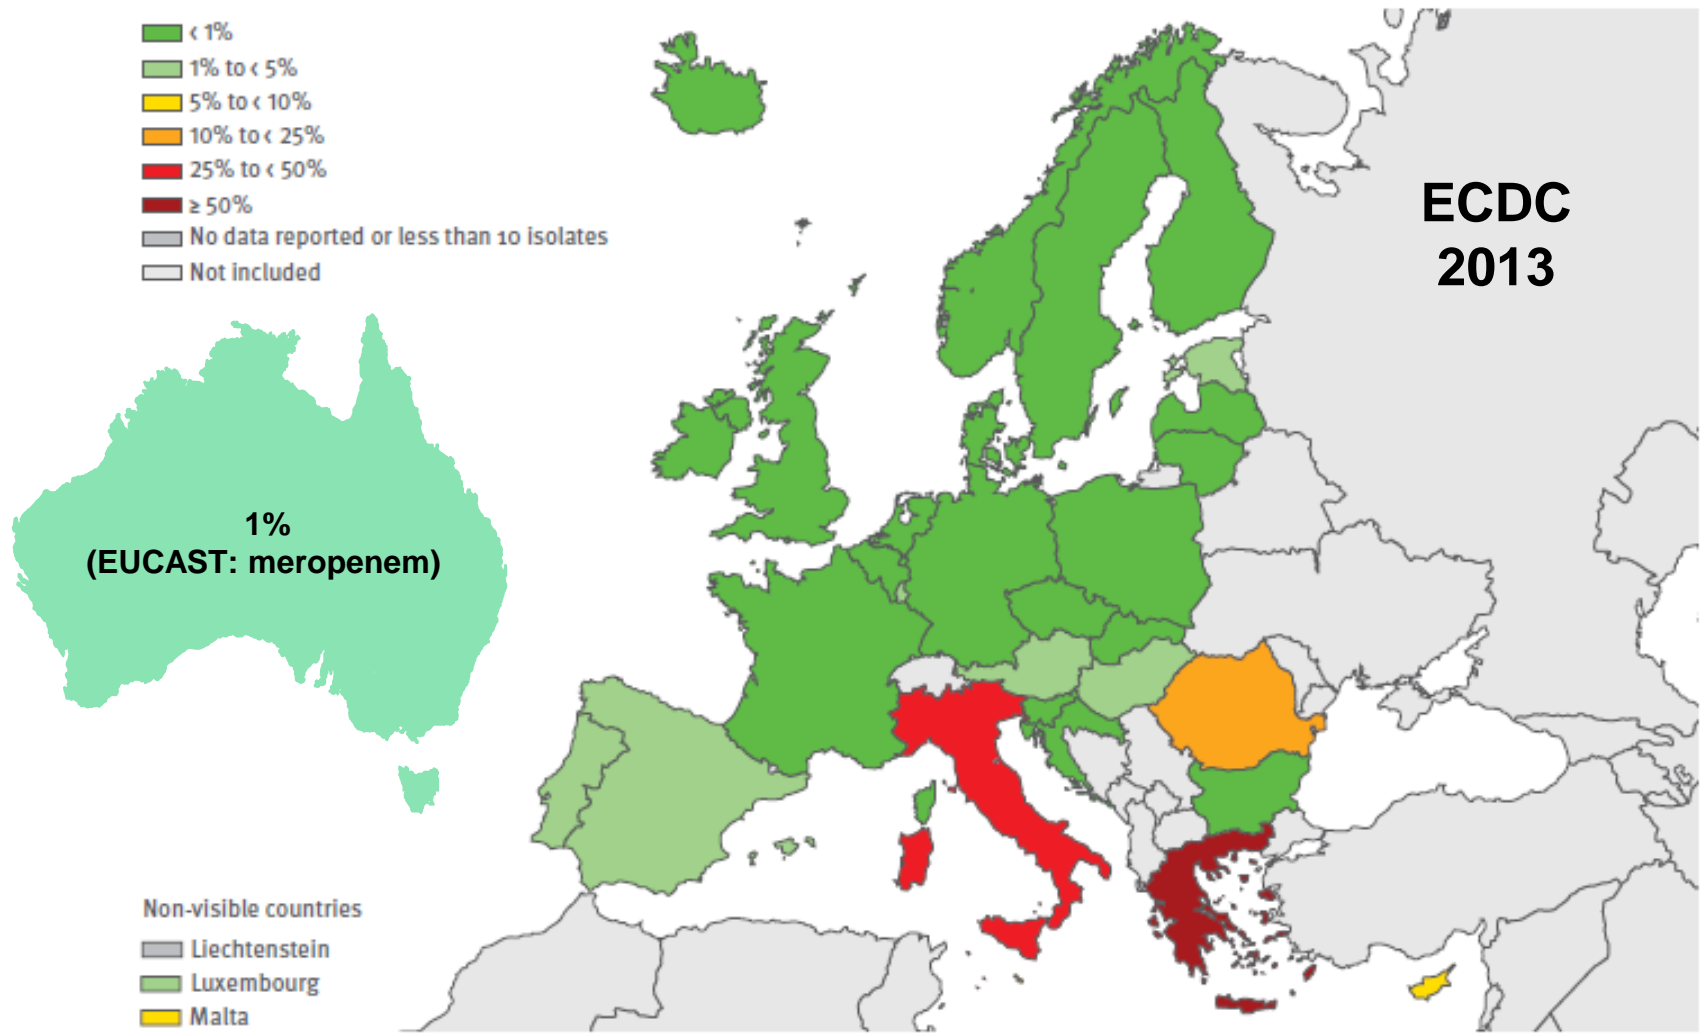 ‹ 1%
1% to ‹ 5%
5% to ‹ 10%
10% to ‹ 25%
25% to ‹ 50%
≥ 50%
No data reported or less than 10 isolates
Not included
ECDC
2013
1%
(EUCAST: meropenem)
Non-visible countries
Liechtenstein
Luxembourg
Malta